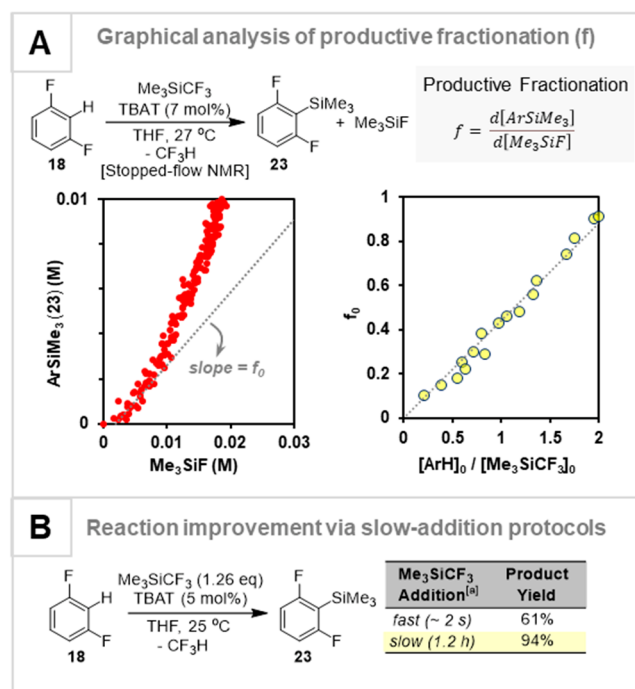 A
Graphical analysis of productive fractionation (f)
F
H
F
18
Me₃SiCF₃
TBAT (7 mol%)
THF, 27 ºC
- CF₃H
[Stopped-flow NMR]
F
SiMe₃
F
23
+ Me₃SiF
Productive Fractionation
f = d[ArSiMe₃] / d[Me₃SiF]
ArSiMe₃ (23) (M)
0.01
0
slope = f₀
0 0.01 0.02 0.03
Me₃SiF (M)
f₀
1
0.8
0.6
0.4
0.2
0
0 0.5 1 1.5 2
[ArH]₀ / [Me₃SiCF₃]₀
B
Reaction improvement via slow-addition protocols
F
H
F
18
Me₃SiCF₃ (1.26 eq)
TBAT (5 mol%)
THF, 25 ºC
- CF₃H
F
SiMe₃
F
23
Me₃SiCF₃ Product
Addition[a] Yield
fast (~ 2 s) 61%
slow (1.2 h) 94%